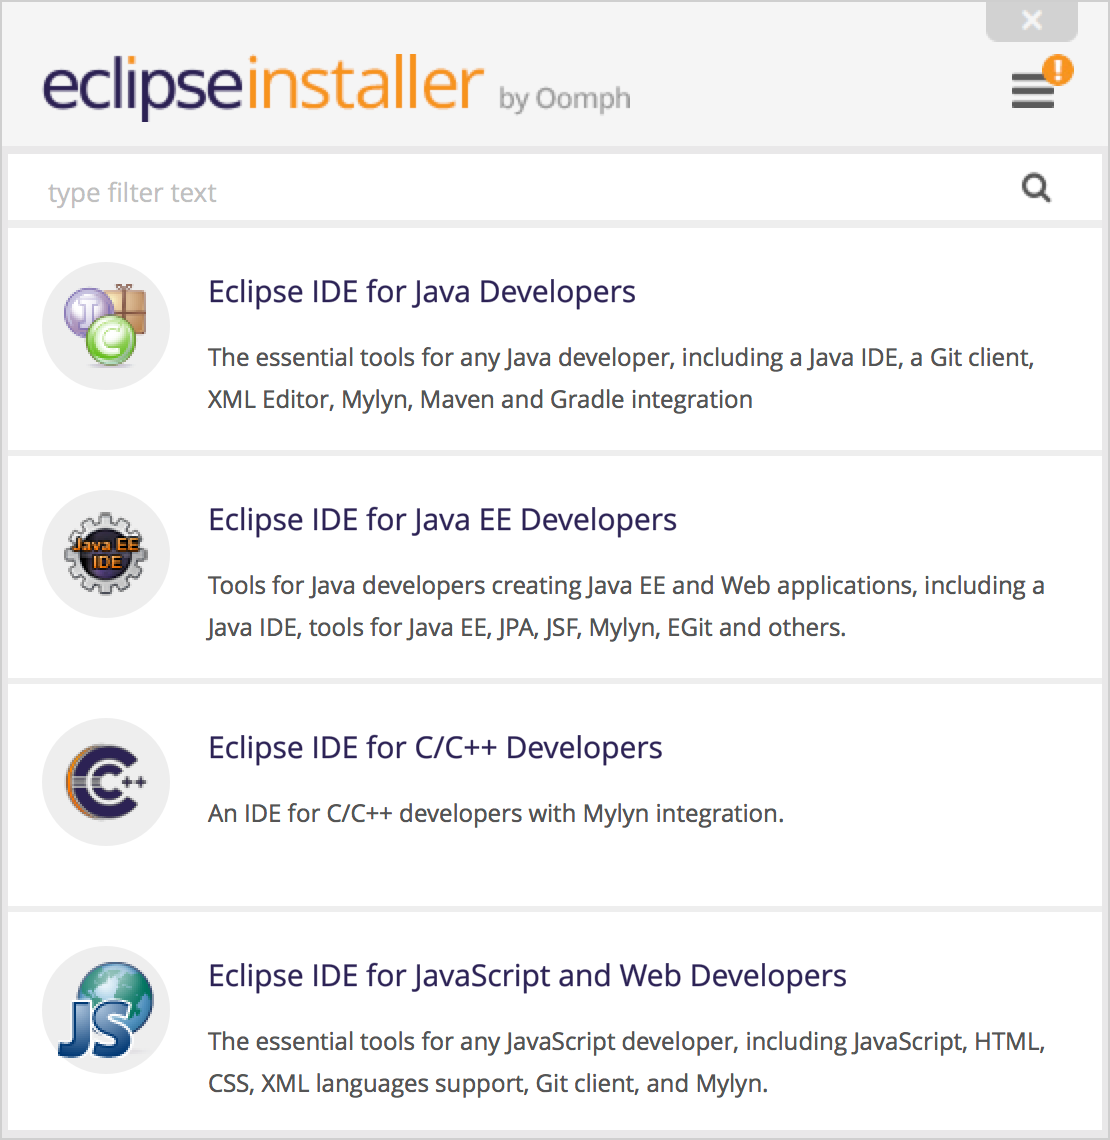 eclipseinstaller by Oomph
type filter text
Eclipse IDE for Java Developers
The essential tools for any Java developer, including a Java IDE, a Git client,
XML Editor, Mylyn, Maven and Gradle integration
Java EE
IDE
Eclipse IDE for Java EE Developers
Tools for Java developers creating Java EE and Web applications, including a
Java IDE, tools for Java EE, JPA, JSF, Mylyn, EGit and others.
C++
Eclipse IDE for C/C++ Developers
An IDE for C/C++ developers with Mylyn integration.
JS
Eclipse IDE for JavaScript and Web Developers
The essential tools for any JavaScript developer, including JavaScript, HTML,
CSS, XML languages support, Git client, and Mylyn.